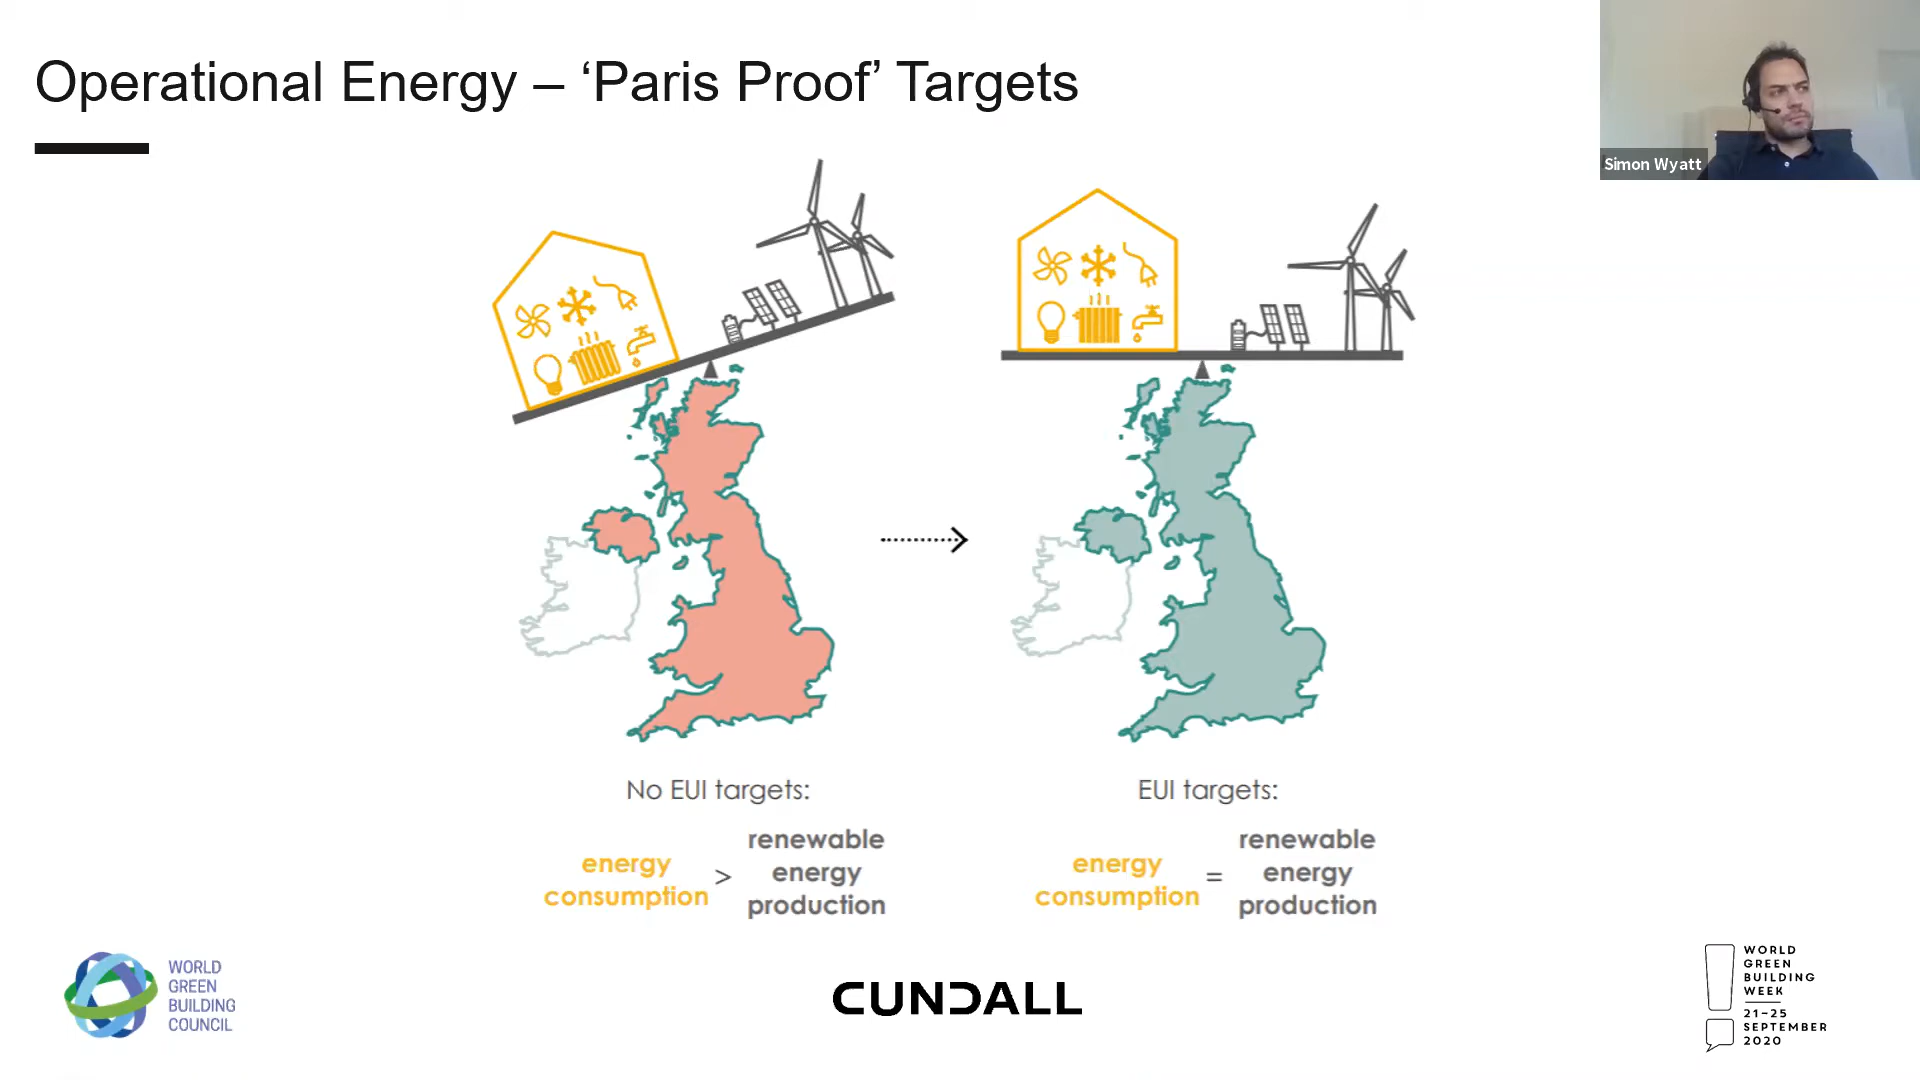 Operational Energy – ‘Paris Proof’ Targets
Simon Wyatt
No EUI targets:
energy
consumption
>
renewable
energy
production
EUI targets:
energy
consumption
=
renewable
energy
production
WORLD
GREEN
BUILDING
COUNCIL
CUNDALL
WORLD
GREEN
BUILDING
WEEK
21–25
SEPTEMBER
2020